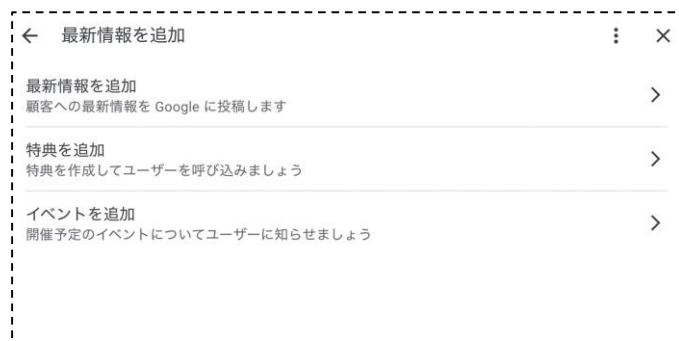 最新情報を追加
最新情報を追加
顧客への最新情報を Google に投稿します
特典を追加
特典を作成してユーザーを呼び込みましょう
イベントを追加
開催予定のイベントについてユーザーに知らせましょう